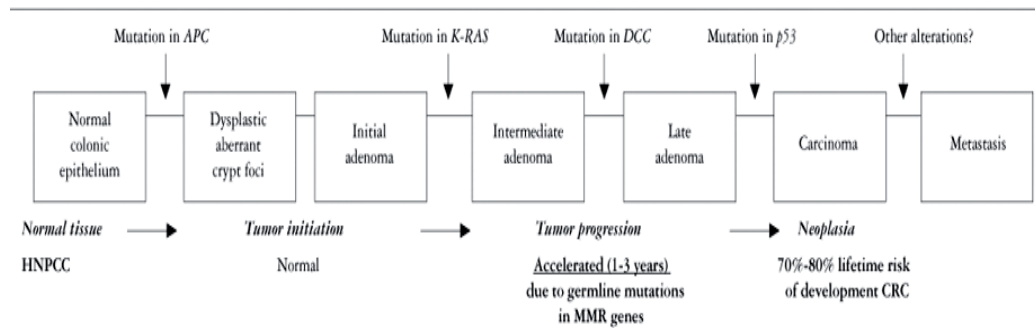 Mutation in APC
Mutation in K-RAS
Mutation in DCC
Mutation in p53
Other alterations?
Normal
colonic
epithelium
Dysplastic
aberrant
crypt foci
Initial
adenoma
Intermediate
adenoma
Late
adenoma
Carcinoma
Metastasis
Normal tissue
Tumor initiation
Tumor progression
Neoplasia
HNPCC
Normal
Accelerated (1-3 years)
due to germline mutations
in MMR genes
70%-80% lifetime risk
of development CRC